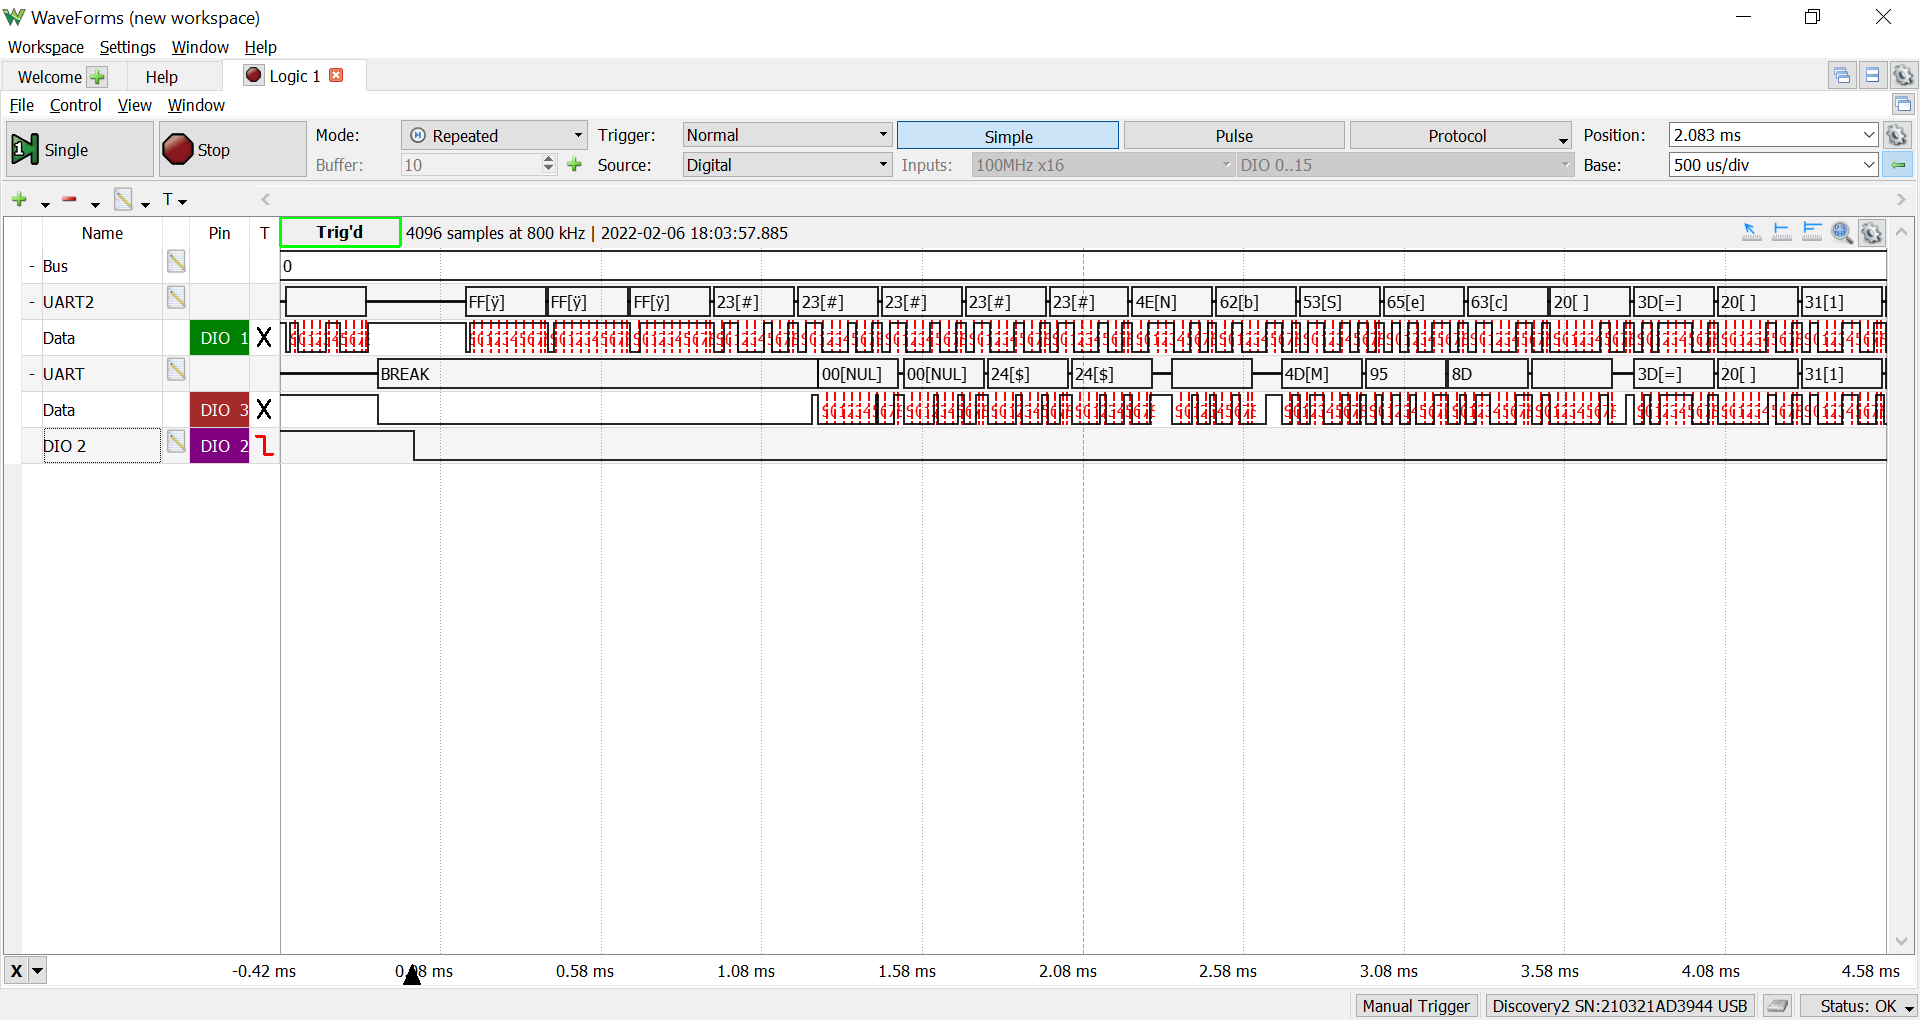 WaveForms (new workspace)
Workspace Settings Window Help
Welcome Help Logic 1
File Control View Window
Single Stop Mode: Repeated Trigger: Normal Simple Pulse Protocol Position: 2.083 ms
Buffer: 10 Source: Digital Inputs: 100MHz x16 DIO 0..15 Base: 500 us/div
T
Name Pin T Trig'd 4096 samples at 800 kHz | 2022-02-06 18:03:57.885
- Bus 0
- UART2 FF[ÿ] FF[ÿ] FF[ÿ] 23[#] 23[#] 23[#] 23[#] 23[#] 4E[N] 62[b] 53[S] 65[e] 63[c] 20[ ] 3D[=] 20[ ] 31[1]
Data DIO 1 X
- UART BREAK 00[NUL] 00[NUL] 24[$] 24[$] 4D[M] 95 8D 3D[=] 20[ ] 31[1]
Data DIO 3 X
DIO 2 DIO 2
X -0.42 ms 0.08 ms 0.58 ms 1.08 ms 1.58 ms 2.08 ms 2.58 ms 3.08 ms 3.58 ms 4.08 ms 4.58 ms
Manual Trigger Discovery2 SN:210321AD3944 USB Status: OK